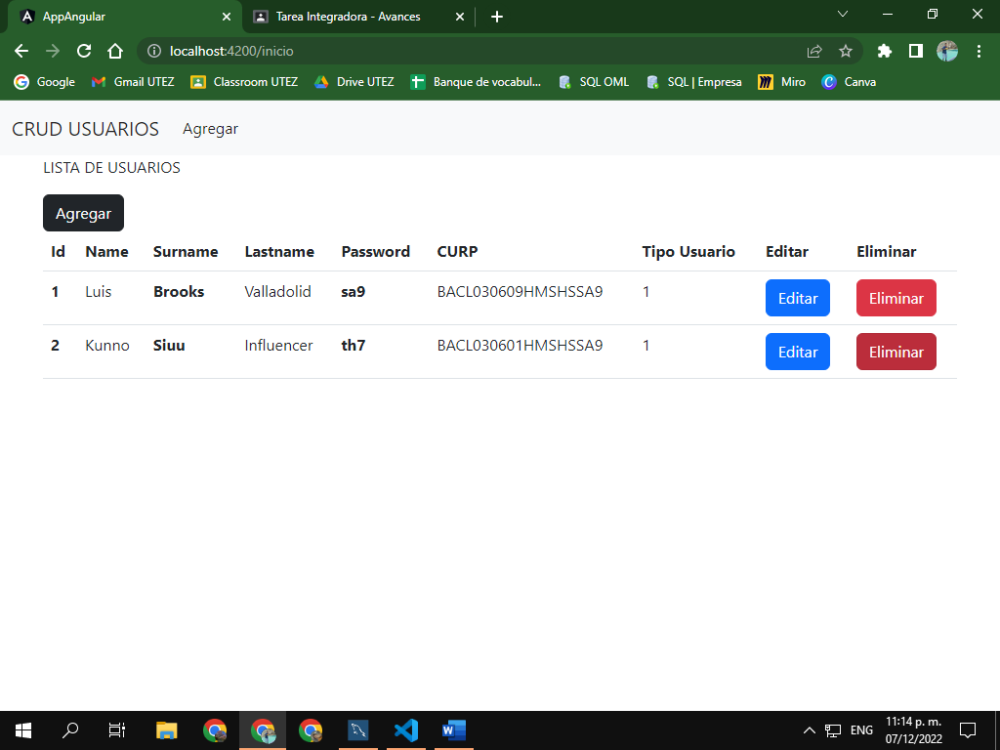 AppAngular
Tarea Integradora - Avances
localhost:4200/inicio
Google Gmail UTEZ Classroom UTEZ Drive UTEZ Banque de vocabul... SQL OML SQL | Empresa Miro Canva
CRUD USUARIOS Agregar
LISTA DE USUARIOS
Agregar
Id Name Surname Lastname Password CURP Tipo Usuario Editar Eliminar
1 Luis Brooks Valladolid sa9 BACL030609HMSHSSA9 1 Editar Eliminar
2 Kunno Siuu Influencer th7 BACL030601HMSHSSA9 1 Editar Eliminar
ENG
11:14 p. m.
07/12/2022